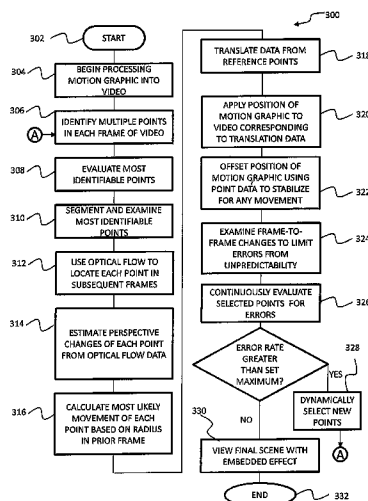 300
302
START
304
BEGIN PROCESSING
MOTION GRAPHIC INTO
VIDEO
306
IDENTIFY MULTIPLE POINTS
IN EACH FRAME OF VIDEO
A
308
EVALUATE MOST
IDENTIFIABLE POINTS
310
SEGMENT AND EXAMINE
MOST IDENTIFIABLE
POINTS
312
USE OPTICAL FLOW TO
LOCATE EACH POINT IN
SUBSEQUENT FRAMES
314
ESTIMATE PERSPECTIVE
CHANGES OF EACH POINT
FROM OPTICAL FLOW DATA
316
CALCULATE MOST LIKELY
MOVEMENT OF EACH
POINT BASED ON RADIUS
IN PRIOR FRAME
TRANSLATE DATA FROM
REFERENCE POINTS
318
APPLY POSITION OF
MOTION GRAPHIC TO
VIDEO CORRESPONDING
TO TRANSLATION DATA
320
OFFSET POSITION OF
MOTION GRAPHIC USING
POINT DATA TO STABILIZE
FOR ANY MOVEMENT
322
EXAMINE FRAME-TO-
FRAME CHANGES TO LIMIT
ERRORS FROM
UNPREDICTABILITY
324
CONTINUOUSLY EVALUATE
SELECTED POINTS FOR
ERRORS
326
ERROR RATE
GREATER
THAN SET
MAXIMUM?
YES
328
DYNAMICALLY
SELECT NEW
POINTS
A
NO
330
VIEW FINAL SCENE WITH
EMBEDDED EFFECT
END
332